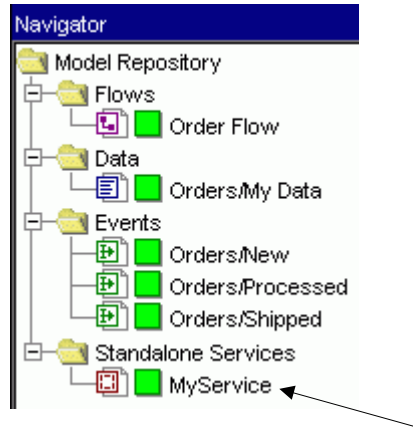 Navigator
Model Repository
Flows
Order Flow
Data
Orders/My Data
Events
Orders/New
Orders/Processed
Orders/Shipped
Standalone Services
MyService